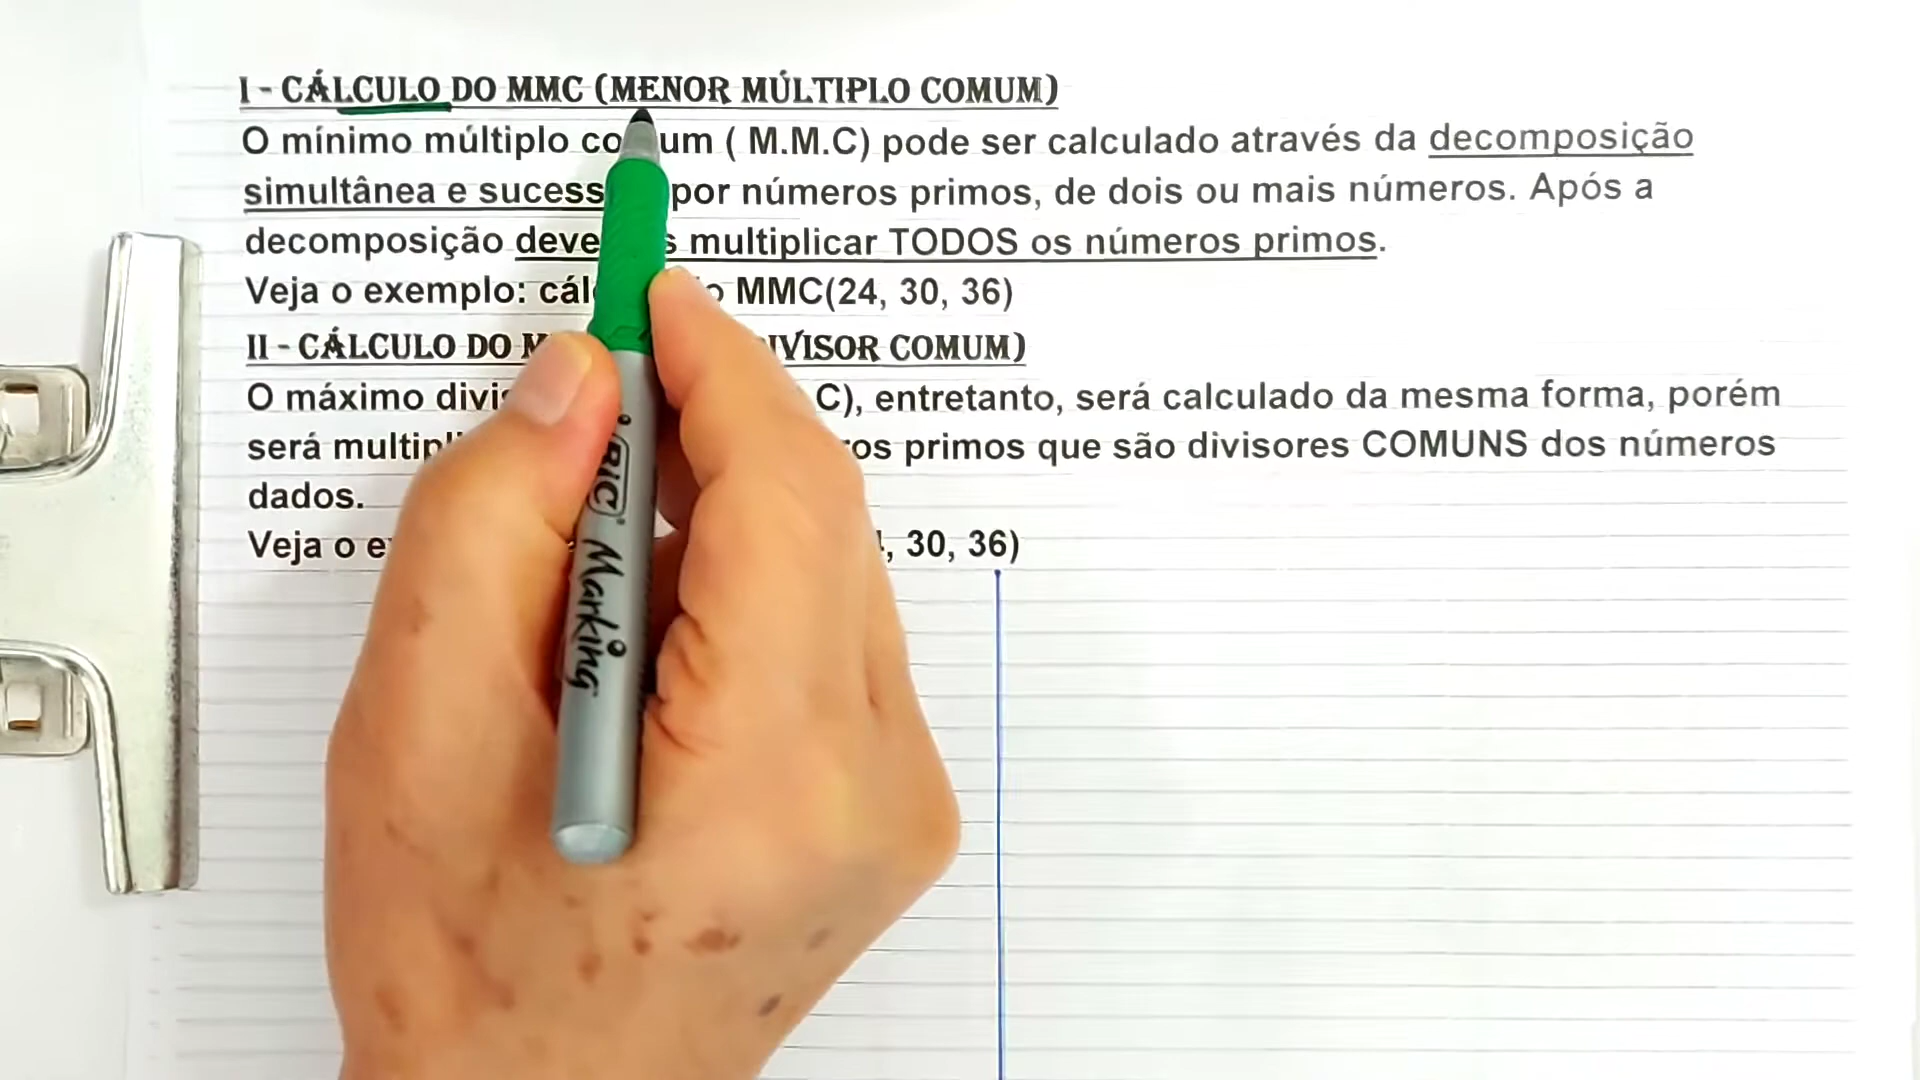 I - CÁLCULO DO MMC (MENOR MÚLTIPLO COMUM)
O mínimo múltiplo co um ( M.M.C) pode ser calculado através da decomposição
simultânea e sucess por números primos, de dois ou mais números. Após a
decomposição deve s multiplicar TODOS os números primos.
Veja o exemplo: cál o MMC(24, 30, 36)
II - CÁLCULO DO M DIVISOR COMUM)
O máximo divis C), entretanto, será calculado da mesma forma, porém
será multipli os primos que são divisores COMUNS dos números
dados.
Veja o e , 30, 36)
BIC Marking